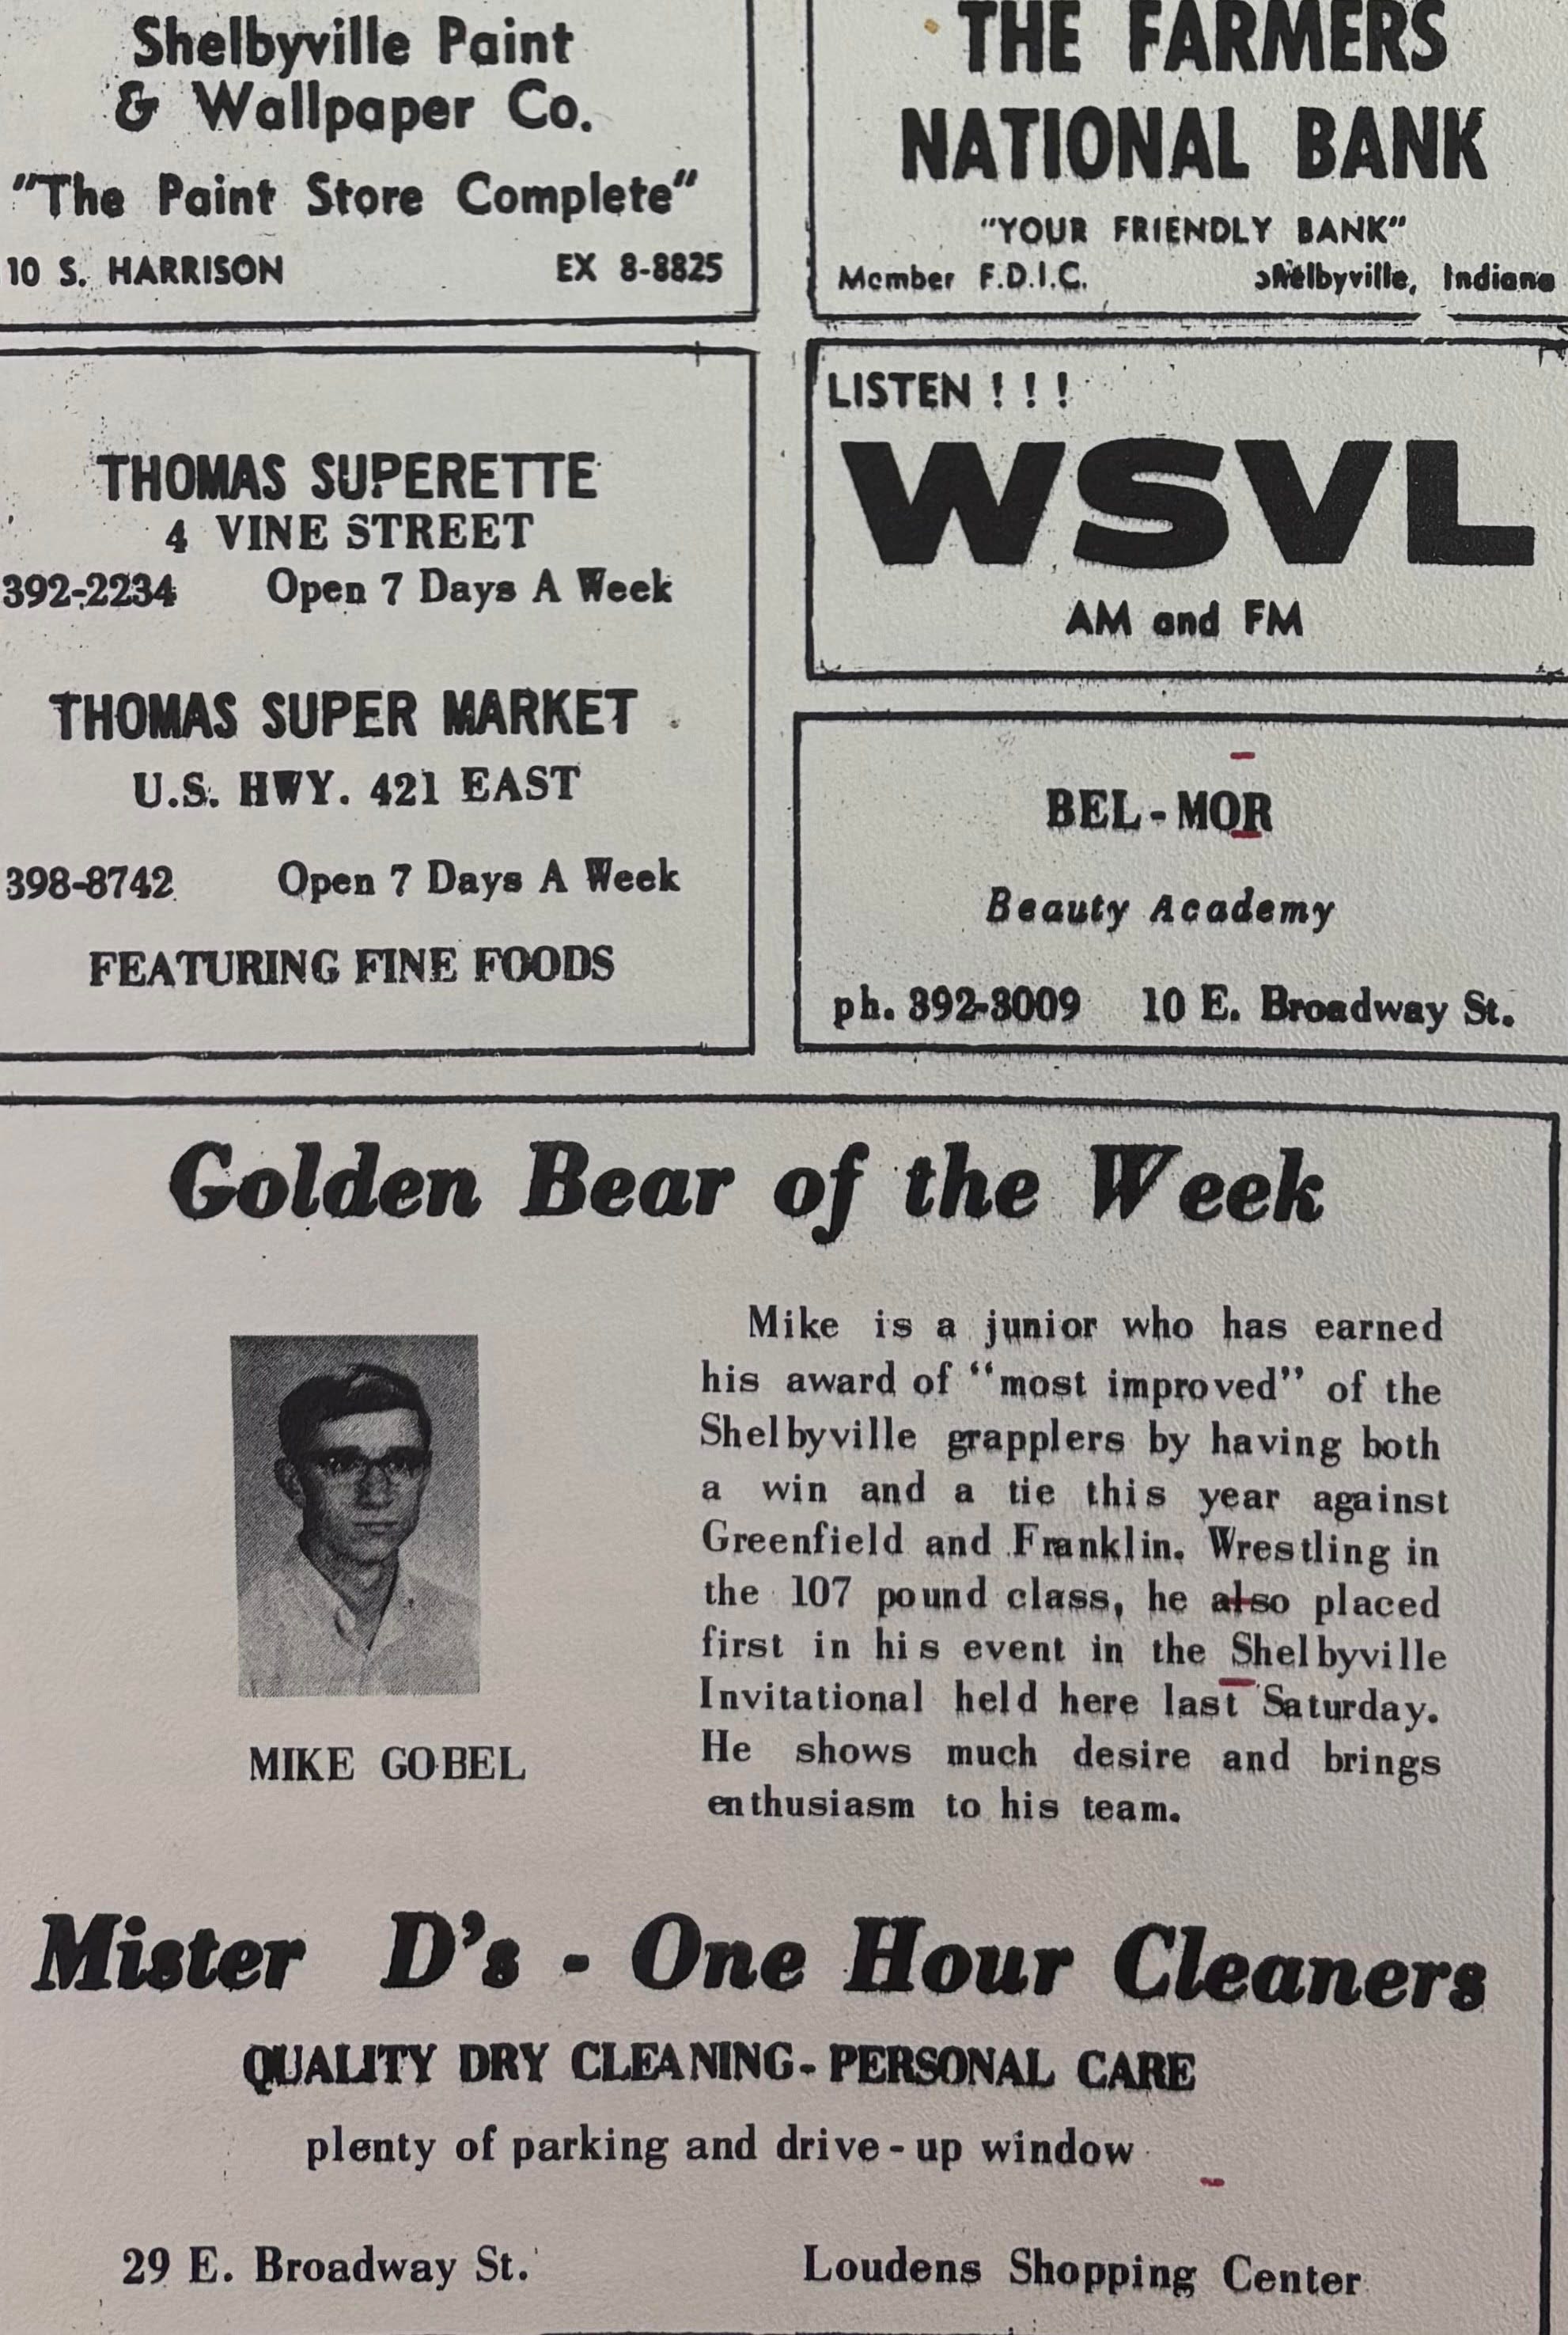 Shelbyville Paint
& Wallpaper Co.
"The Paint Store Complete"
10 S. HARRISON EX 8-8825
THE FARMERS
NATIONAL BANK
"YOUR FRIENDLY BANK"
Member F.D.I.C. Shelbyville, Indiana
THOMAS SUPERETTE
4 VINE STREET
392-2234 Open 7 Days A Week
THOMAS SUPER MARKET
U.S. HWY. 421 EAST
398-8742 Open 7 Days A Week
FEATURING FINE FOODS
LISTEN ! ! !
WSVL
AM and FM
BEL-MOR
Beauty Academy
ph. 392-3009 10 E. Broadway St.
Golden Bear of the Week
MIKE GOBEL
Mike is a junior who has earned
his award of "most improved" of the
Shelbyville grapplers by having both
a win and a tie this year against
Greenfield and Franklin. Wrestling in
the 107 pound class, he also placed
first in his event in the Shelbyville
Invitational held here last Saturday.
He shows much desire and brings
enthusiasm to his team.
Mister D's - One Hour Cleaners
QUALITY DRY CLEANING - PERSONAL CARE
plenty of parking and drive-up window
29 E. Broadway St. Loudens Shopping Center